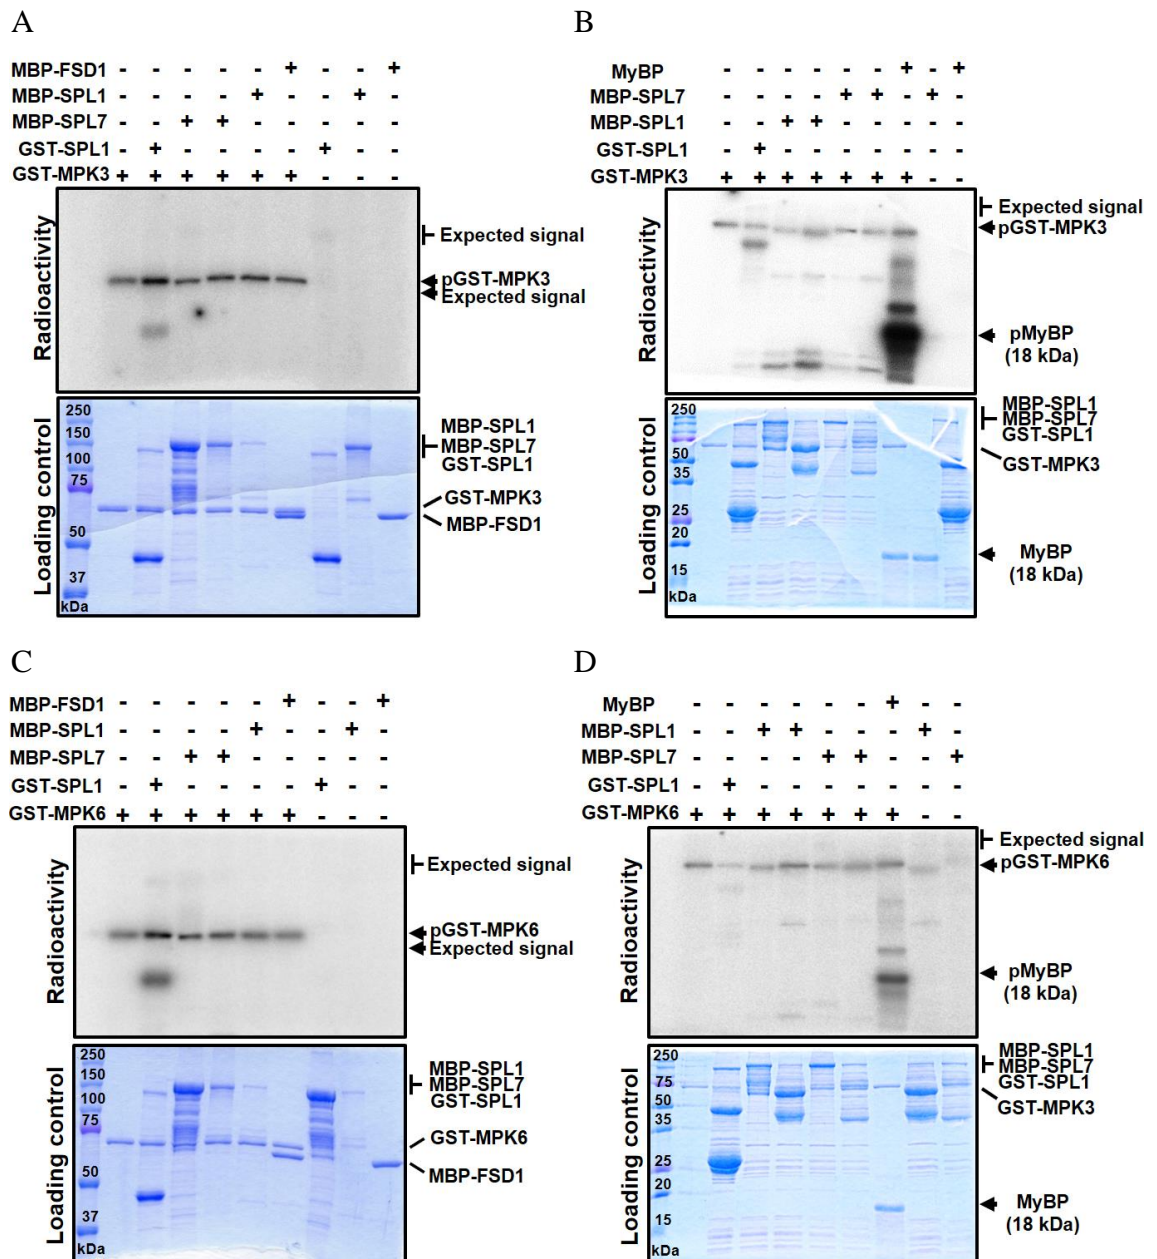 A
MBP-FSD1 - - - - - + - - +
MBP-SPL1 - - - - + - - + -
MBP-SPL7 - - + + - - - - -
GST-SPL1 - + - - - - + - -
GST-MPK3 + + + + + + - - -
Radioactivity
Expected signal
pGST-MPK3
Expected signal
Loading control
250
150
100
75
50
37
kDa
MBP-SPL1
MBP-SPL7
GST-SPL1
GST-MPK3
MBP-FSD1
B
MyBP - - - - - - + - +
MBP-SPL7 - - - - + + - + -
MBP-SPL1 - - + + - - - - -
GST-SPL1 - + - - - - - - -
GST-MPK3 + + + + + + + - -
Radioactivity
Expected signal
pGST-MPK3
pMyBP
(18 kDa)
Loading control
250
50
35
25
20
15
kDa
MBP-SPL1
MBP-SPL7
GST-SPL1
GST-MPK3
MyBP
(18 kDa)
C
MBP-FSD1 - - - - - + - - +
MBP-SPL1 - - - - + - - + -
MBP-SPL7 - - + + - - - - -
GST-SPL1 - + - - - - + - -
GST-MPK6 + + + + + + - - -
Radioactivity
Expected signal
pGST-MPK6
Expected signal
Loading control
250
150
100
75
50
37
kDa
MBP-SPL1
MBP-SPL7
GST-SPL1
GST-MPK6
MBP-FSD1
D
MyBP - - - - - - + - -
MBP-SPL1 - - + + - - - + -
MBP-SPL7 - - - - + + - - +
GST-SPL1 - + - - - - - - -
GST-MPK6 + + + + + + + - -
Radioactivity
Expected signal
pGST-MPK6
pMyBP
(18 kDa)
Loading control
250
75
50
35
25
20
15
kDa
MBP-SPL1
MBP-SPL7
GST-SPL1
GST-MPK3
MyBP
(18 kDa)